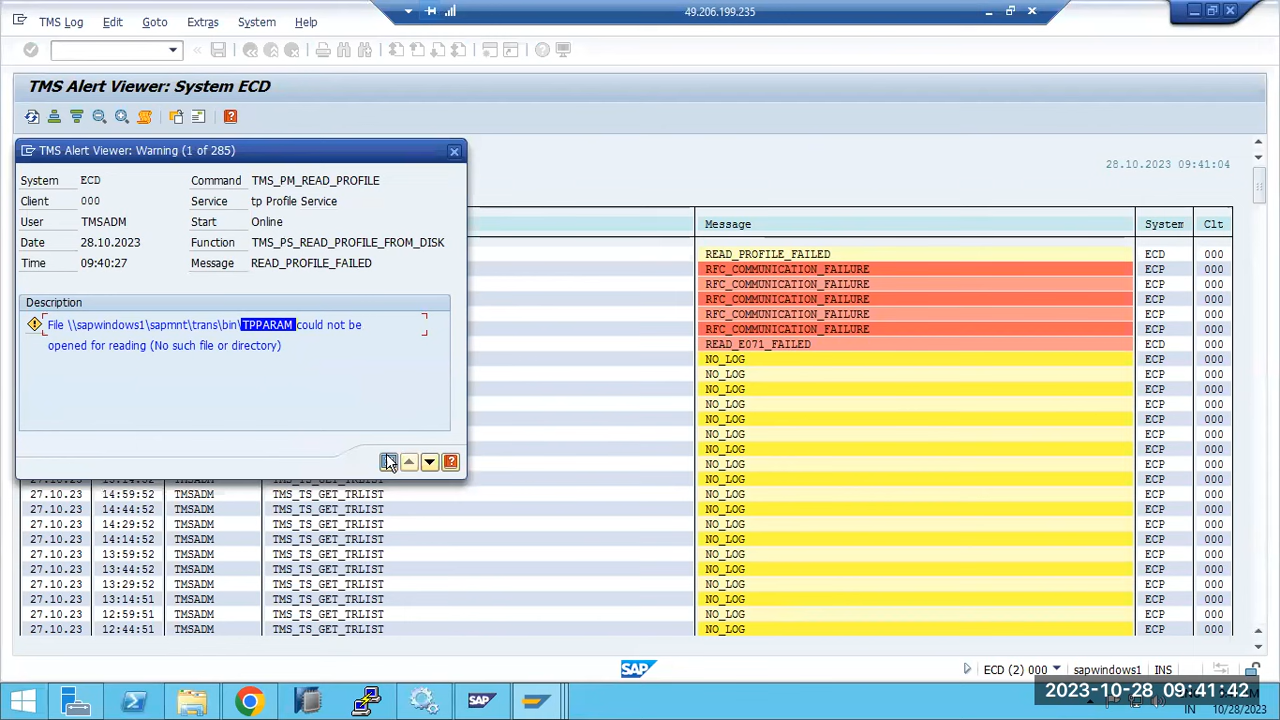 TMS Log Edit Goto Extras System Help
49.206.199.235
TMS Alert Viewer: System ECD
28.10.2023 09:41:04
TMS Alert Viewer: Warning (1 of 285)
System ECD Command TMS_PM_READ_PROFILE
Client 000 Service tp Profile Service
User TMSADM Start Online
Date 28.10.2023 Function TMS_PS_READ_PROFILE_FROM_DISK
Time 09:40:27 Message READ_PROFILE_FAILED
Description
File \\sapwindows1\sapmnt\trans\bin\TPPARAM could not be
opened for reading (No such file or directory)
Message System Clt
READ_PROFILE_FAILED ECD 000
RFC_COMMUNICATION_FAILURE ECP 000
RFC_COMMUNICATION_FAILURE ECP 000
RFC_COMMUNICATION_FAILURE ECP 000
RFC_COMMUNICATION_FAILURE ECP 000
RFC_COMMUNICATION_FAILURE ECP 000
READ_E071_FAILED ECD 000
NO_LOG ECP 000
NO_LOG ECP 000
NO_LOG ECP 000
NO_LOG ECP 000
NO_LOG ECP 000
NO_LOG ECP 000
NO_LOG ECP 000
NO_LOG ECP 000
NO_LOG ECP 000
27.10.23 14:59:52 TMSADM TMS_TS_GET_TRLIST NO_LOG ECP 000
27.10.23 14:44:52 TMSADM TMS_TS_GET_TRLIST NO_LOG ECP 000
27.10.23 14:29:52 TMSADM TMS_TS_GET_TRLIST NO_LOG ECP 000
27.10.23 14:14:52 TMSADM TMS_TS_GET_TRLIST NO_LOG ECP 000
27.10.23 13:59:52 TMSADM TMS_TS_GET_TRLIST NO_LOG ECP 000
27.10.23 13:44:52 TMSADM TMS_TS_GET_TRLIST NO_LOG ECP 000
27.10.23 13:29:52 TMSADM TMS_TS_GET_TRLIST NO_LOG ECP 000
27.10.23 13:14:51 TMSADM TMS_TS_GET_TRLIST NO_LOG ECP 000
27.10.23 12:59:51 TMSADM TMS_TS_GET_TRLIST NO_LOG ECP 000
27.10.23 12:44:51 TMSADM TMS_TS_GET_TRLIST NO_LOG ECP 000
SAP ECD (2) 000 sapwindows1 INS
SAP
2023-10-28 09:41:42
IN 10/28/2023